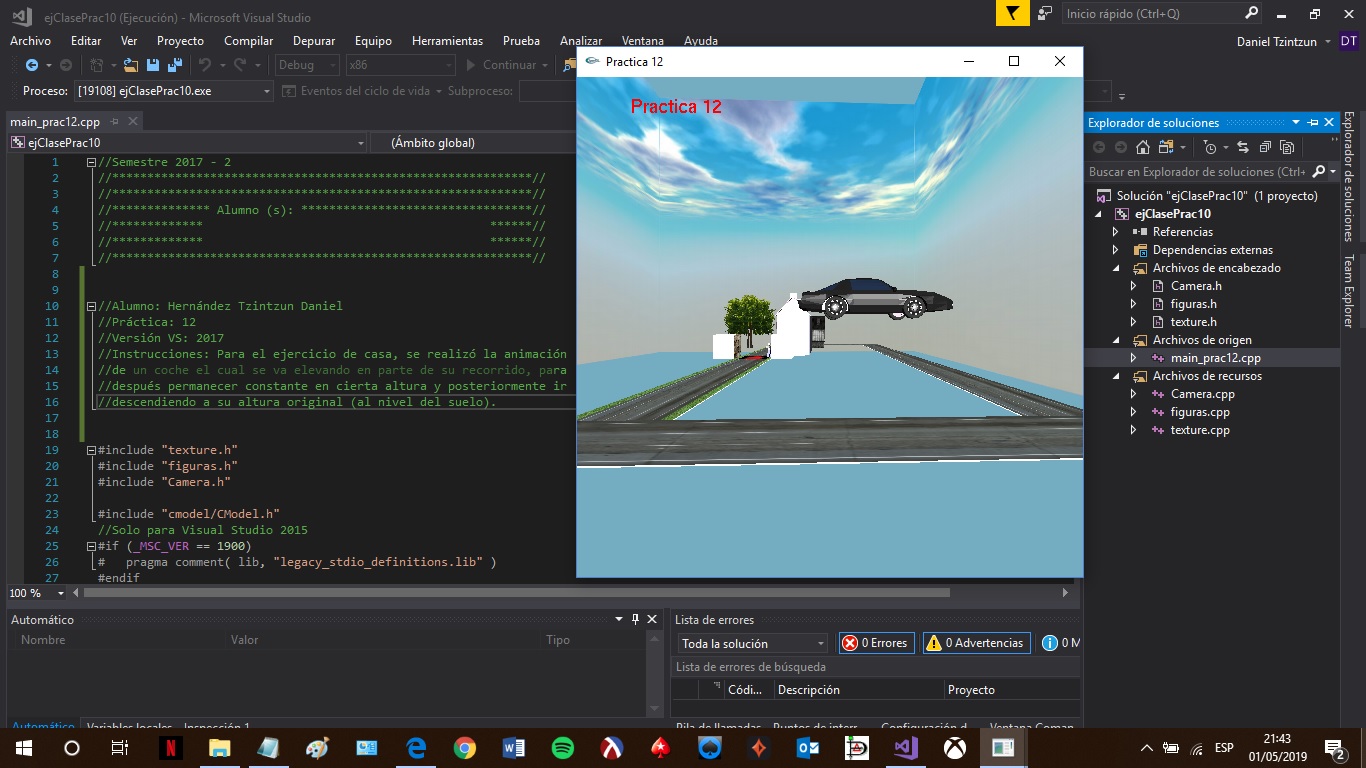 ejClasePrac10 (Ejecución) - Microsoft Visual Studio
Inicio rápido (Ctrl+Q)
Archivo Editar Ver Proyecto Compilar Depurar Equipo Herramientas Prueba Analizar Ventana Ayuda
Daniel Tzintzun DT
Debug x86 Continuar
Proceso: [19108] ejClasePrac10.exe Eventos del ciclo de vida Subproceso:
main_prac12.cpp
ejClasePrac10 (Ámbito global)
1 //Semestre 2017 - 2
2 //************************************************************//
3 //************************************************************//
4 //************** Alumno (s): *********************************//
5 //************* ******//
6 //************* ******//
7 //************************************************************//
8
9
10 //Alumno: Hernández Tzintzun Daniel
11 //Práctica: 12
12 //Versión VS: 2017
13 //Instrucciones: Para el ejercicio de casa, se realizó la animación
14 //de un coche el cual se va elevando en parte de su recorrido, para
15 //después permanecer constante en cierta altura y posteriormente ir
16 //descendiendo a su altura original (al nivel del suelo).
17
18
19 #include "texture.h"
20 #include "figuras.h"
21 #include "Camera.h"
22
23 #include "cmodel/CModel.h"
24 //Solo para Visual Studio 2015
25 #if (_MSC_VER == 1900)
26 # pragma comment( lib, "legacy_stdio_definitions.lib" )
27 #endif
100 %
Practica 12
Practica 12
Explorador de soluciones
Buscar en Explorador de soluciones (Ctrl+
Solución "ejClasePrac10" (1 proyecto)
ejClasePrac10
Referencias
Dependencias externas
Archivos de encabezado
Camera.h
figuras.h
texture.h
Archivos de origen
main_prac12.cpp
Archivos de recursos
Camera.cpp
figuras.cpp
texture.cpp
Explorador de soluciones
Team Explorer
Automático
Nombre Valor Tipo
Automático Variables locales Inspección 1
Lista de errores
Toda la solución 0 Errores 0 Advertencias 0 M
Lista de errores de búsqueda
Códi... Descripción Proyecto
Pila de llamadas Puntos de interr... Configuración d... Ventana Coman...
ESP
21:43
01/05/2019
2